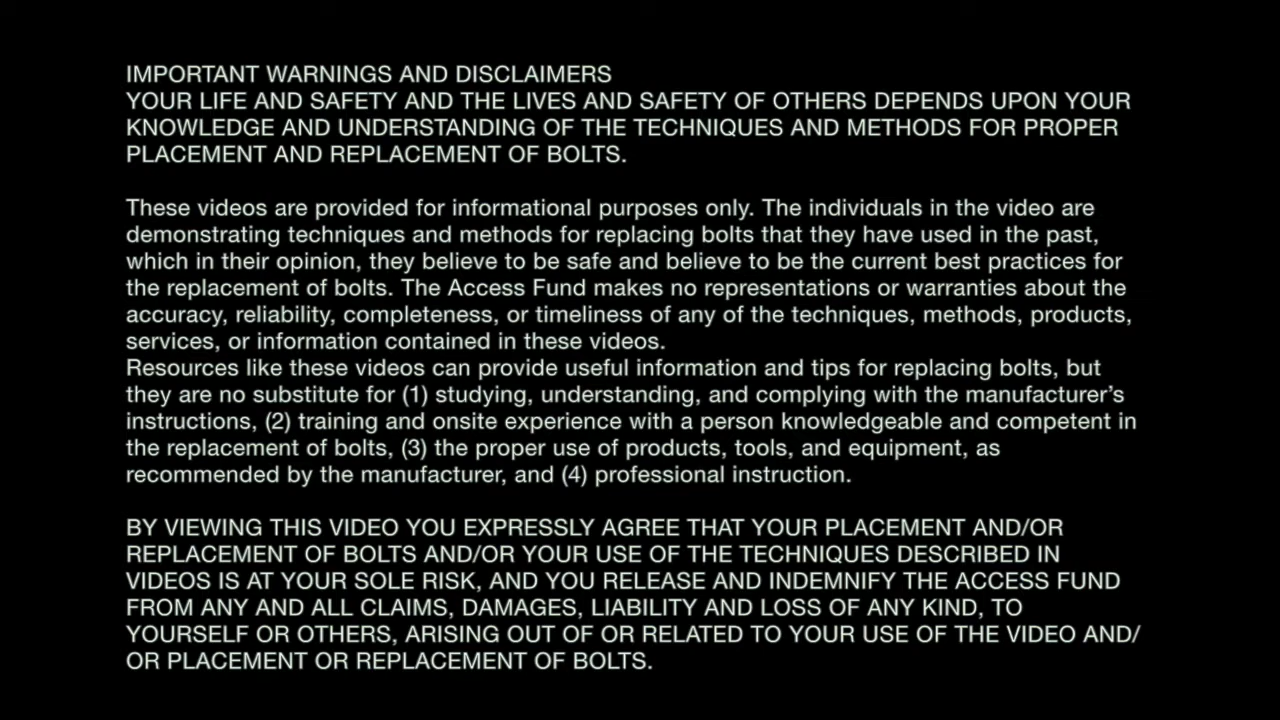 IMPORTANT WARNINGS AND DISCLAIMERS
YOUR LIFE AND SAFETY AND THE LIVES AND SAFETY OF OTHERS DEPENDS UPON YOUR
KNOWLEDGE AND UNDERSTANDING OF THE TECHNIQUES AND METHODS FOR PROPER
PLACEMENT AND REPLACEMENT OF BOLTS.
These videos are provided for informational purposes only. The individuals in the video are
demonstrating techniques and methods for replacing bolts that they have used in the past,
which in their opinion, they believe to be safe and believe to be the current best practices for
the replacement of bolts. The Access Fund makes no representations or warranties about the
accuracy, reliability, completeness, or timeliness of any of the techniques, methods, products,
services, or information contained in these videos.
Resources like these videos can provide useful information and tips for replacing bolts, but
they are no substitute for (1) studying, understanding, and complying with the manufacturer’s
instructions, (2) training and onsite experience with a person knowledgeable and competent in
the replacement of bolts, (3) the proper use of products, tools, and equipment, as
recommended by the manufacturer, and (4) professional instruction.
BY VIEWING THIS VIDEO YOU EXPRESSLY AGREE THAT YOUR PLACEMENT AND/OR
REPLACEMENT OF BOLTS AND/OR YOUR USE OF THE TECHNIQUES DESCRIBED IN
VIDEOS IS AT YOUR SOLE RISK, AND YOU RELEASE AND INDEMNIFY THE ACCESS FUND
FROM ANY AND ALL CLAIMS, DAMAGES, LIABILITY AND LOSS OF ANY KIND, TO
YOURSELF OR OTHERS, ARISING OUT OF OR RELATED TO YOUR USE OF THE VIDEO AND/
OR PLACEMENT OR REPLACEMENT OF BOLTS.